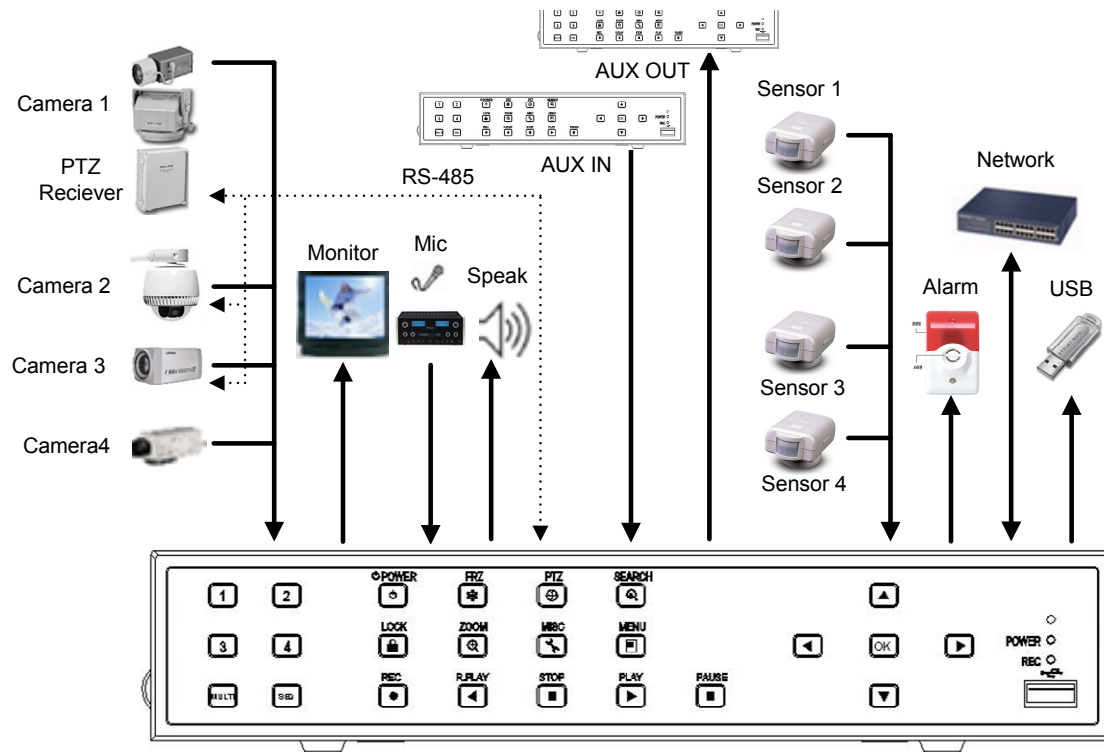 AUX OUT
Sensor 1
Camera 1
AUX IN
Network
PTZ
Reciever
RS-485
Sensor 2
Monitor
Mic
Speak
Camera 2
Alarm
USB
Camera 3
Sensor 3
Camera4
Sensor 4
POWER FRZ PTZ SEARCH
1 2
LOCK ZOOM MISC MENU
3 4
OK
POWER
REC
REC R.PLAY STOP PLAY PAUSE
MULTI SEQ